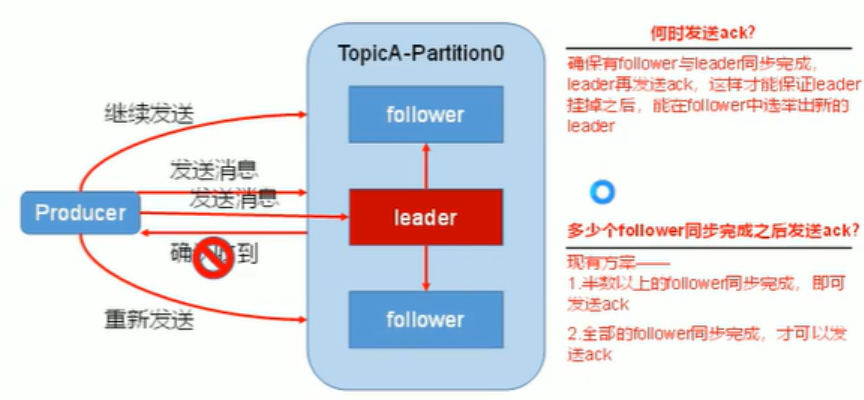 TopicA-Partition0
继续发送
follower
发送消息
发送消息
Producer
leader
确认收到
重新发送
follower
何时发送ack?
确保有follower与leader同步完成，
leader再发送ack，这样才能保证leader
挂掉之后，能在follower中选举出新的
leader
多少个follower同步完成之后发送ack?
现有方案——
1.半数以上的follower同步完成，即可
发送ack
2.全部的follower同步完成，才可以发
送ack